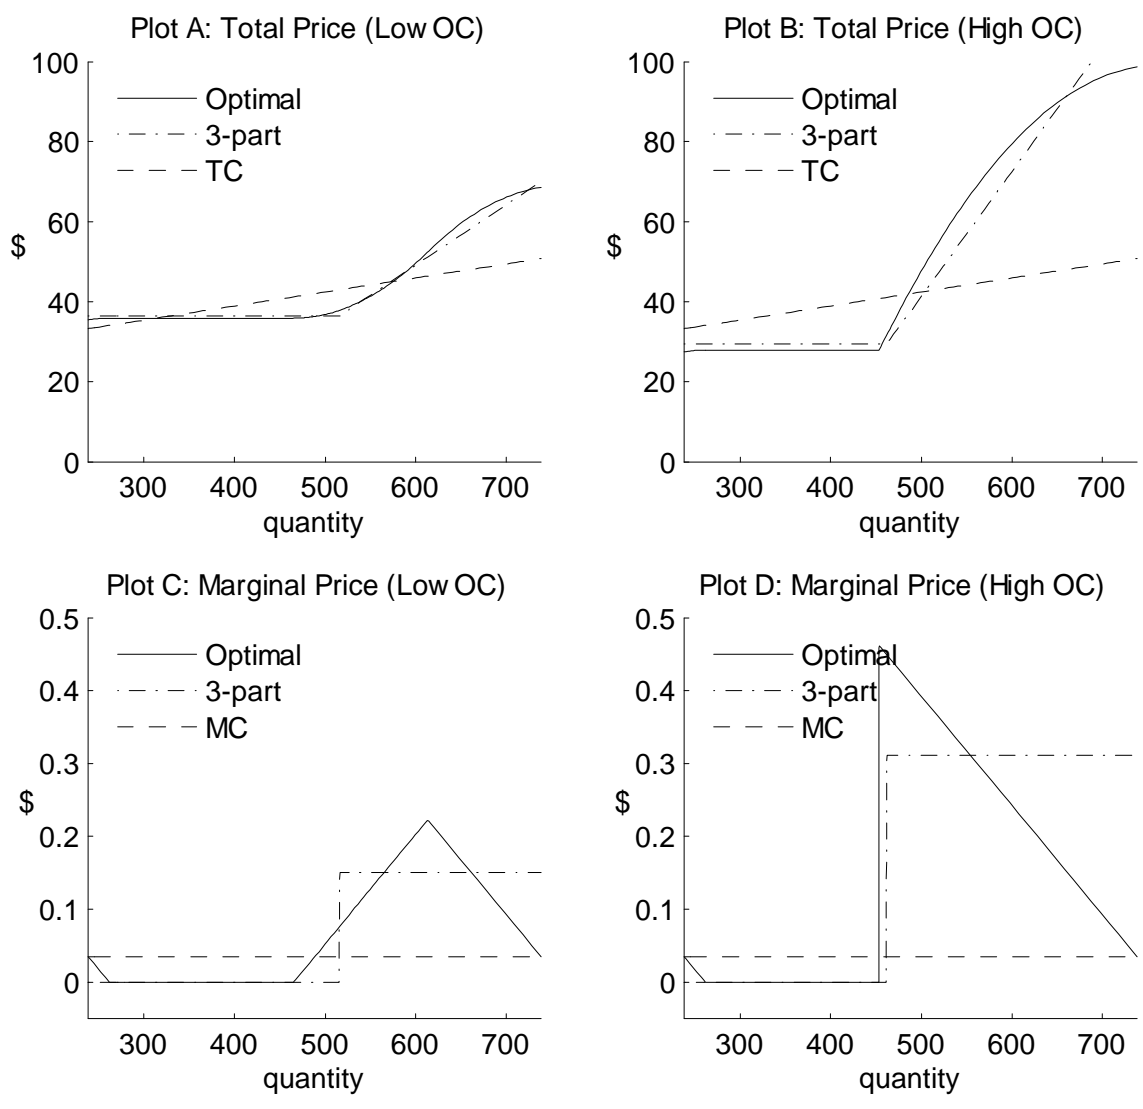 Plot A: Total Price (Low OC)
100
80
60
40
20
0
$
Optimal
3-part
TC
300 400 500 600 700
quantity
Plot B: Total Price (High OC)
100
80
60
40
20
0
$
Optimal
3-part
TC
300 400 500 600 700
quantity
Plot C: Marginal Price (Low OC)
0.5
0.4
0.3
0.2
0.1
0
$
Optimal
3-part
MC
300 400 500 600 700
quantity
Plot D: Marginal Price (High OC)
0.5
0.4
0.3
0.2
0.1
0
$
Optimal
3-part
MC
300 400 500 600 700
quantity